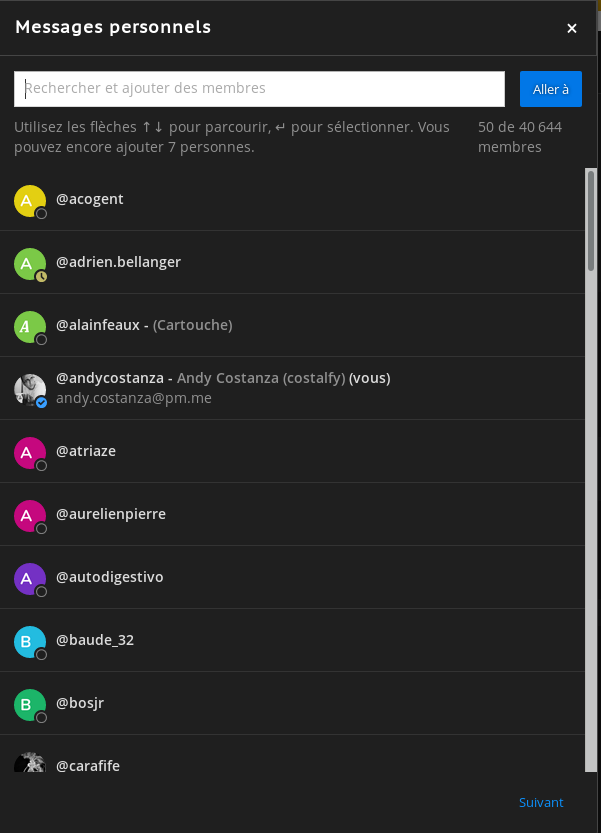 Messages personnels
×
Rechercher et ajouter des membres
Aller à
Utilisez les flèches ↑↓ pour parcourir, ↵ pour sélectionner. Vous
pouvez encore ajouter 7 personnes.
50 de 40 644
membres
A
@acogent
A
@adrien.bellanger
A
@alainfeaux - (Cartouche)
@andycostanza - Andy Costanza (costalfy) (vous)
andy.costanza@pm.me
A
@atriaze
A
@aurelienpierre
A
@autodigestivo
B
@baude_32
B
@bosjr
@carafife
Suivant